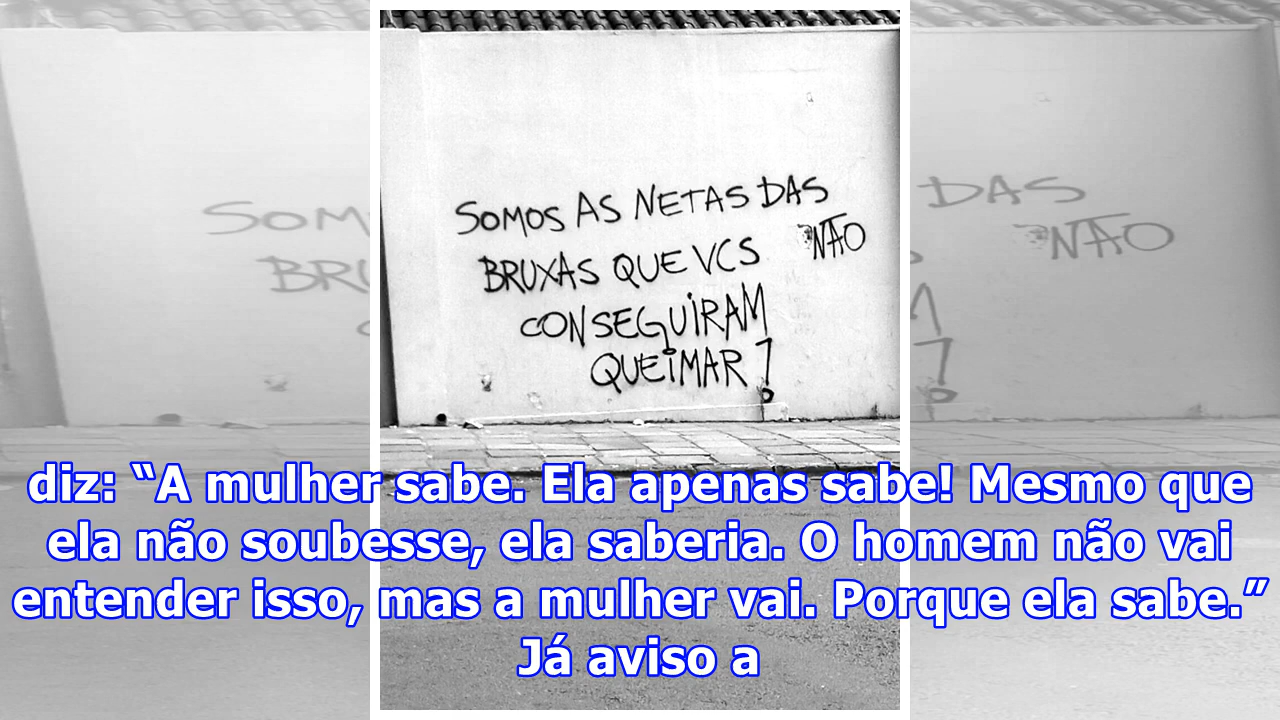 SOMOS AS NETAS DAS
BRUXAS QUE VCS NÃO
CONSEGUIRAM
QUEIMAR!
diz: “A mulher sabe. Ela apenas sabe! Mesmo que
ela não soubesse, ela saberia. O homem não vai
entender isso, mas a mulher vai. Porque ela sabe.”
Já aviso a